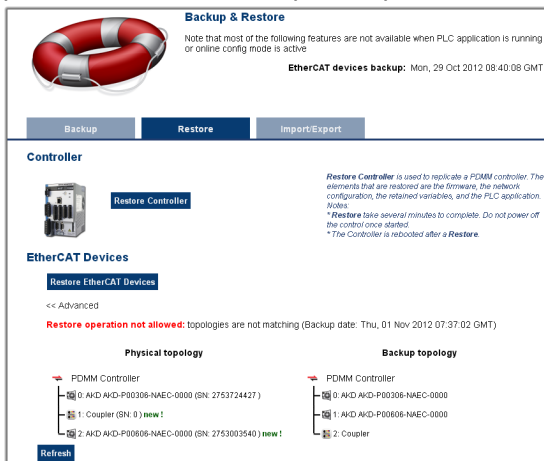 Backup & Restore
Note that most of the following features are not available when PLC application is running
or online config mode is active
EtherCAT devices backup: Mon, 29 Oct 2012 08:40:08 GMT
Backup
Restore
Import/Export
Controller
Restore Controller
Restore Controller is used to replicate a PDMM controller. The
elements that are restored are the firmware, the network
configuration, the retained variables, and the PLC application.
Notes:
* Restore take several minutes to complete. Do not power off
the control once started.
* The Controller is rebooted after a Restore.
EtherCAT Devices
Restore EtherCAT Devices
<< Advanced
Restore operation not allowed: topologies are not matching (Backup date: Thu, 01 Nov 2012 07:37:02 GMT)
Physical topology
PDMM Controller
0: AKD AKD-P00306-NAEC-0000 (SN: 2753724427 )
1: Coupler (SN: 0 ) new !
2: AKD AKD-P00606-NAEC-0000 (SN: 2753003540 ) new !
Backup topology
PDMM Controller
0: AKD AKD-P00306-NAEC-0000
1: AKD AKD-P00606-NAEC-0000
2: Coupler
Refresh